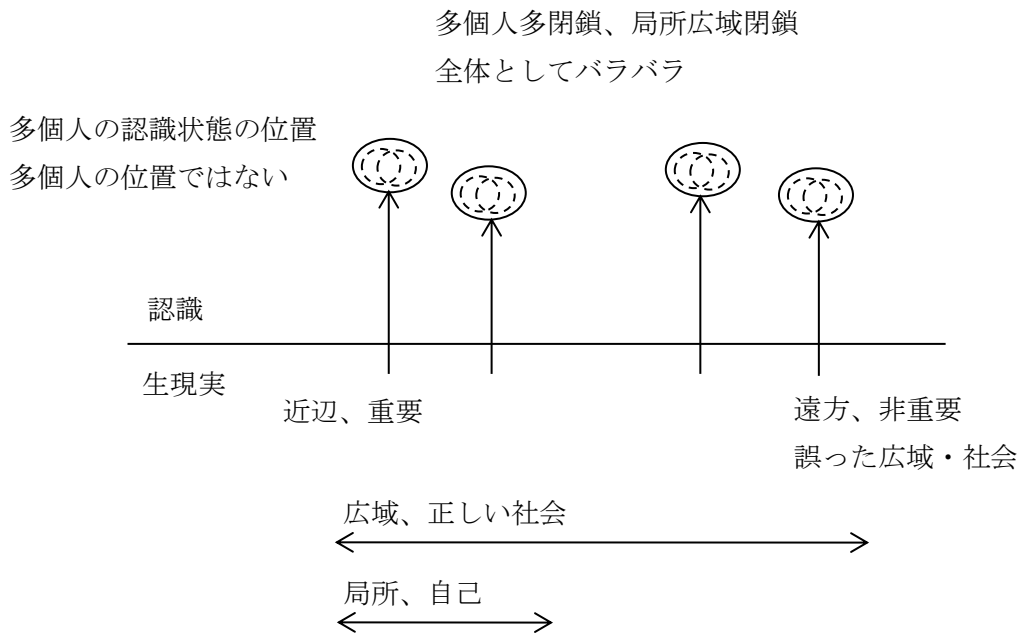 多個人多閉鎖、局所広域閉鎖
全体としてバラバラ
多個人の認識状態の位置
多個人の位置ではない
認識
生現実
近辺、重要
遠方、非重要
誤った広域・社会
広域、正しい社会
局所、自己